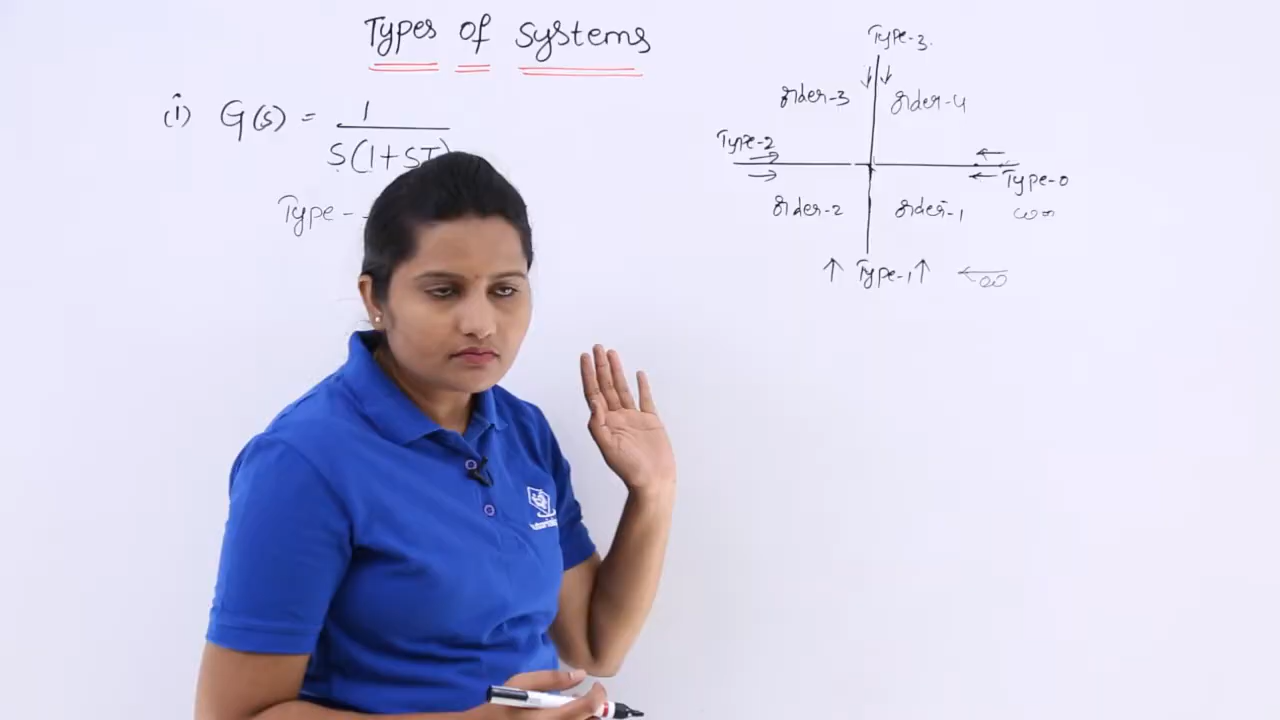 Types of Systems
(i) G(s) = 1
S(1+ST
Type -
Type-3.
order-3 order-4
Type-2
Type-0
order-2 order-1
Type-1
∞